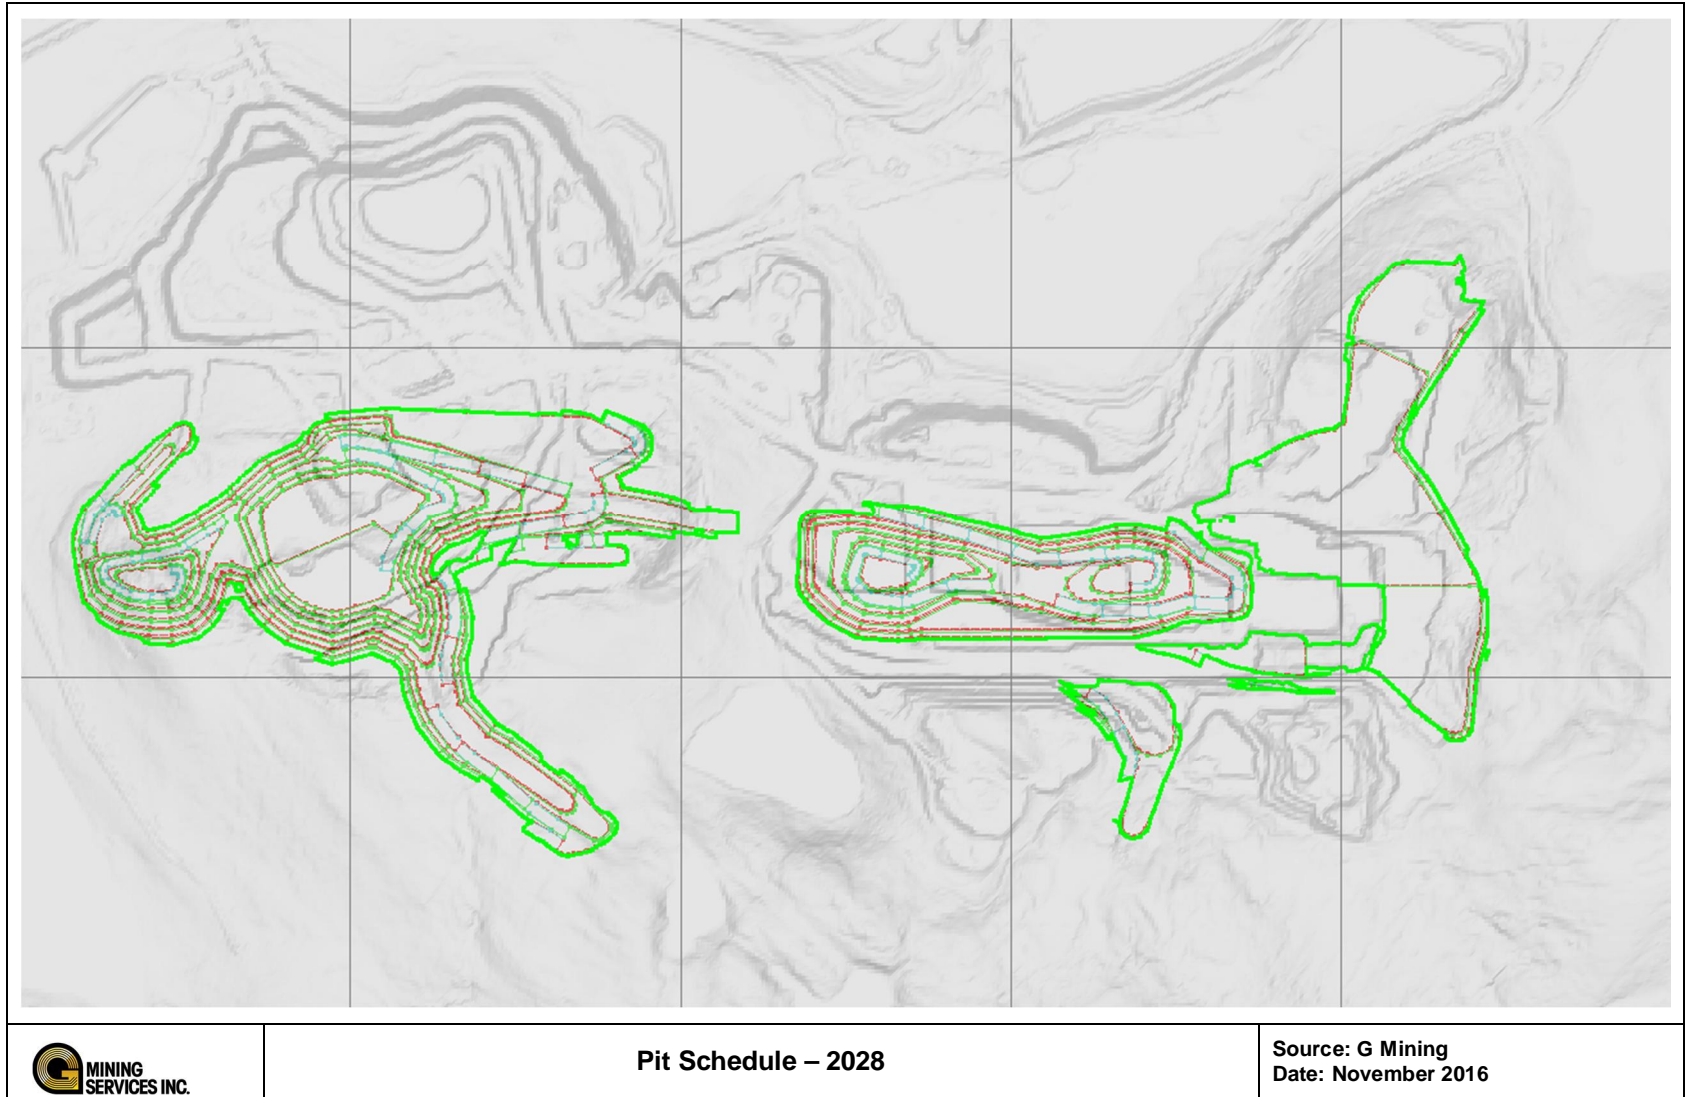 MINING
SERVICES INC.
Pit Schedule – 2028
Source: G Mining
Date: November 2016